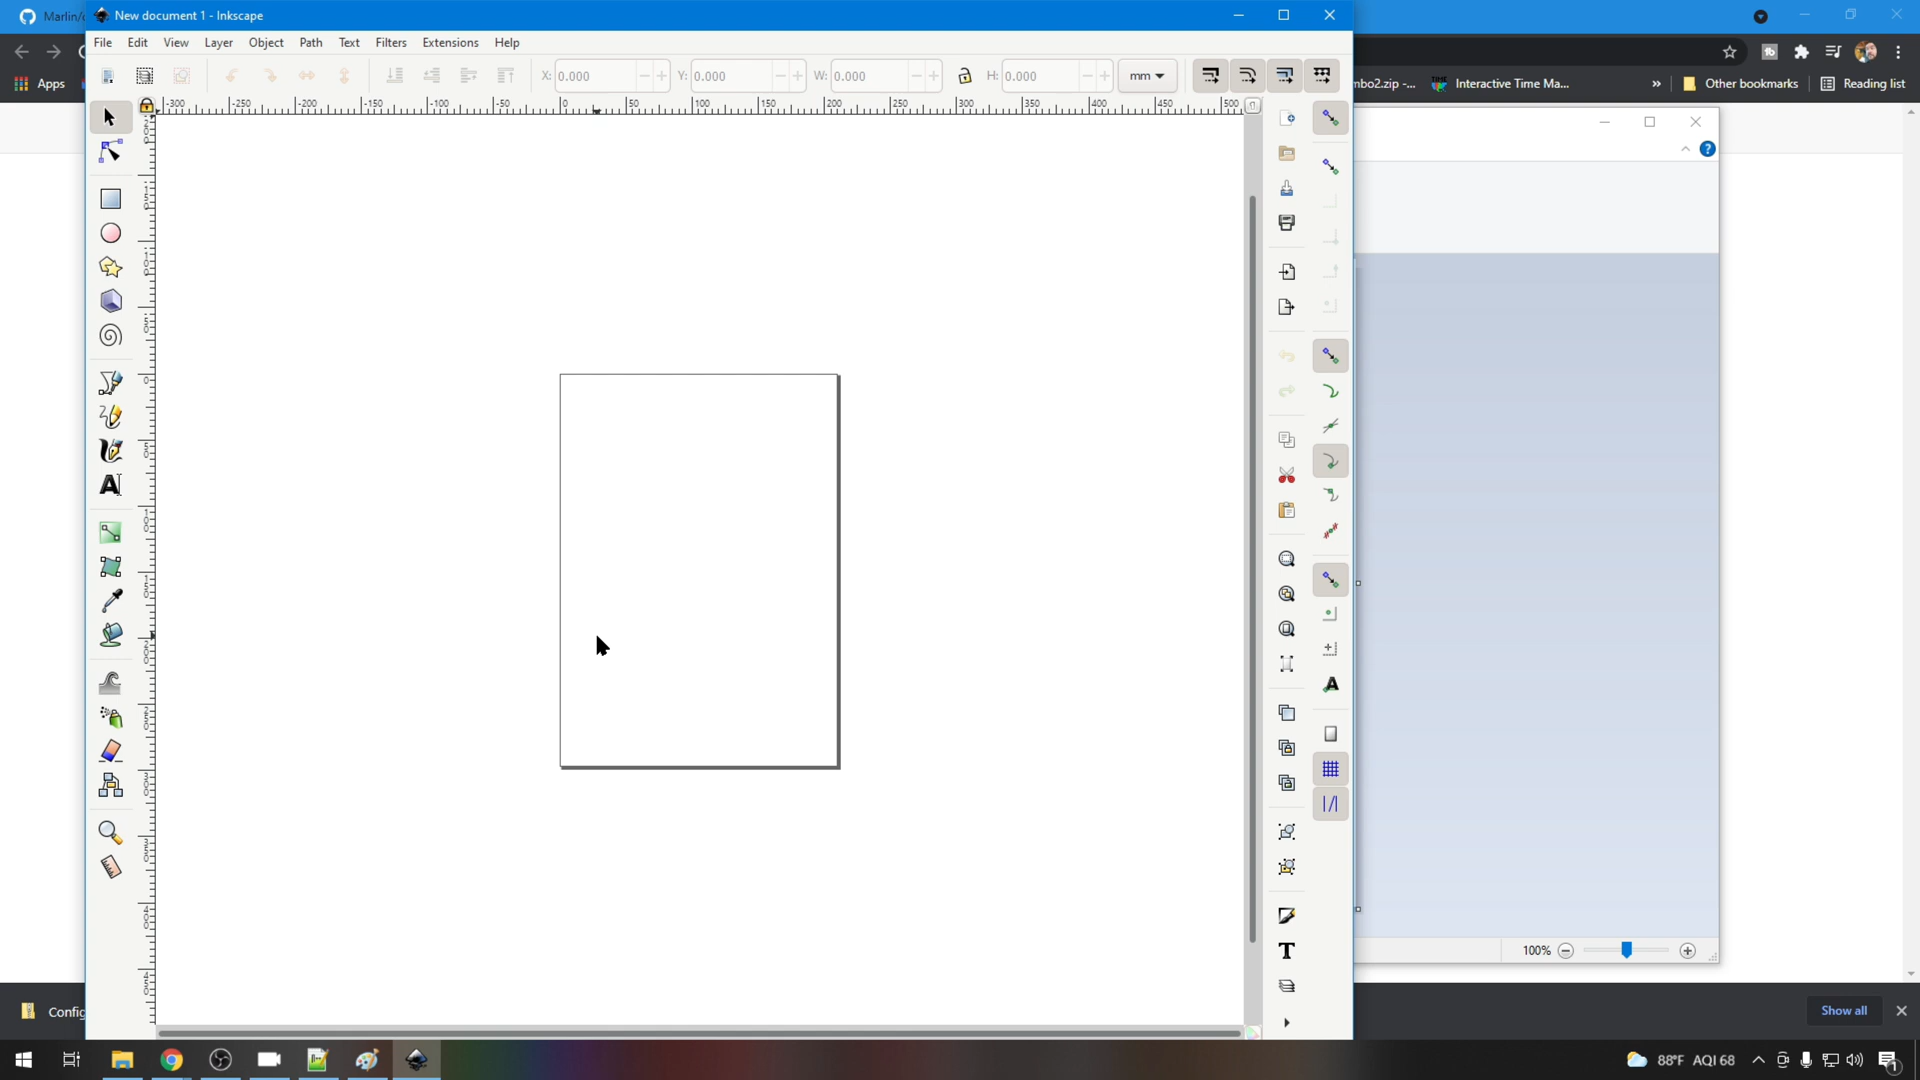 Marlin/c
New document 1 - Inkscape
File Edit View Layer Object Path Text Filters Extensions Help
X: 0.000 Y: 0.000 W: 0.000 H: 0.000 mm
Apps
mbo2.zip -...
Interactive Time Ma...
»
Other bookmarks
Reading list
-300 -250 -200 -150 -100 -50 0 50 100 150 200 250 300 350 400 450 500
100%
Config
Show all
88°F AQI 68
1